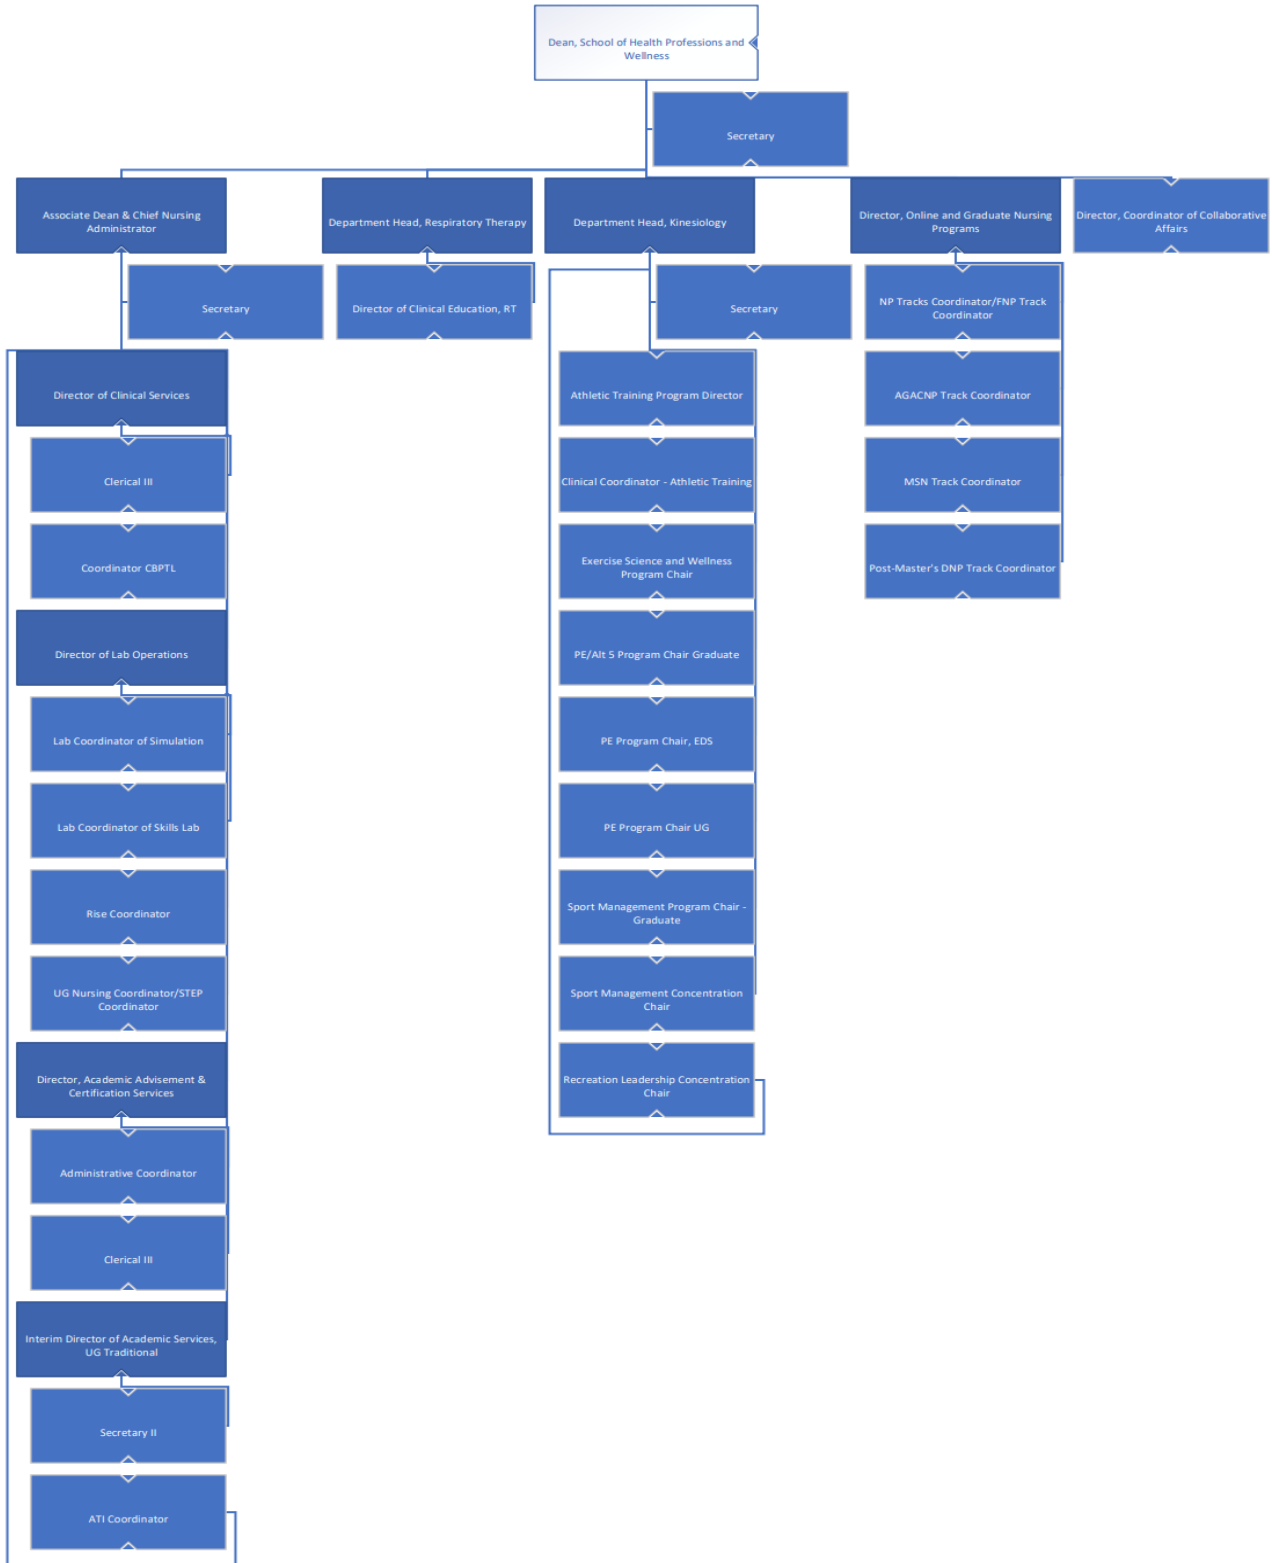 Dean, School of Health Professions and
Wellness
Secretary
Associate Dean & Chief Nursing
Administrator
Department Head, Respiratory Therapy
Department Head, Kinesiology
Director, Online and Graduate Nursing
Programs
Director, Coordinator of Collaborative
Affairs
Secretary
Director of Clinical Education, RT
Secretary
NP Tracks Coordinator/FNP Track
Coordinator
Director of Clinical Services
Athletic Training Program Director
AGACNP Track Coordinator
Clerical III
Clinical Coordinator - Athletic Training
MSN Track Coordinator
Coordinator CBPTL
Exercise Science and Wellness
Program Chair
Post-Master's DNP Track Coordinator
Director of Lab Operations
PE/Alt 5 Program Chair Graduate
Lab Coordinator of Simulation
PE Program Chair, EDS
Lab Coordinator of Skills Lab
PE Program Chair UG
Rise Coordinator
Sport Management Program Chair -
Graduate
UG Nursing Coordinator/STEP
Coordinator
Sport Management Concentration
Chair
Director, Academic Advisement &
Certification Services
Recreation Leadership Concentration
Chair
Administrative Coordinator
Clerical III
Interim Director of Academic Services,
UG Traditional
Secretary II
ATI Coordinator